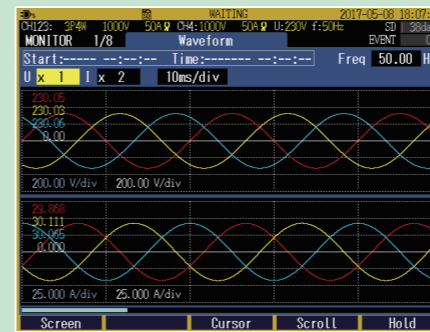 WAITING 2017-05-08 18:07:
CH123: 3P4W 1000V 50A CH4:1000V 50A U:230V f:50Hz SD
MONITOR 1/8 Waveform EVENT
Start:----- --:--:-- Time:------- --:--:--] Freq 50.00 H
U x 1 I x 2 10ms/div
230.05
230.03
230.06
0.00
200.00 V/div 200.00 V/div
29.868
30.111
30.065
0.000
25.000 A/div 25.000 A/div
Screen Cursor Scroll Hold